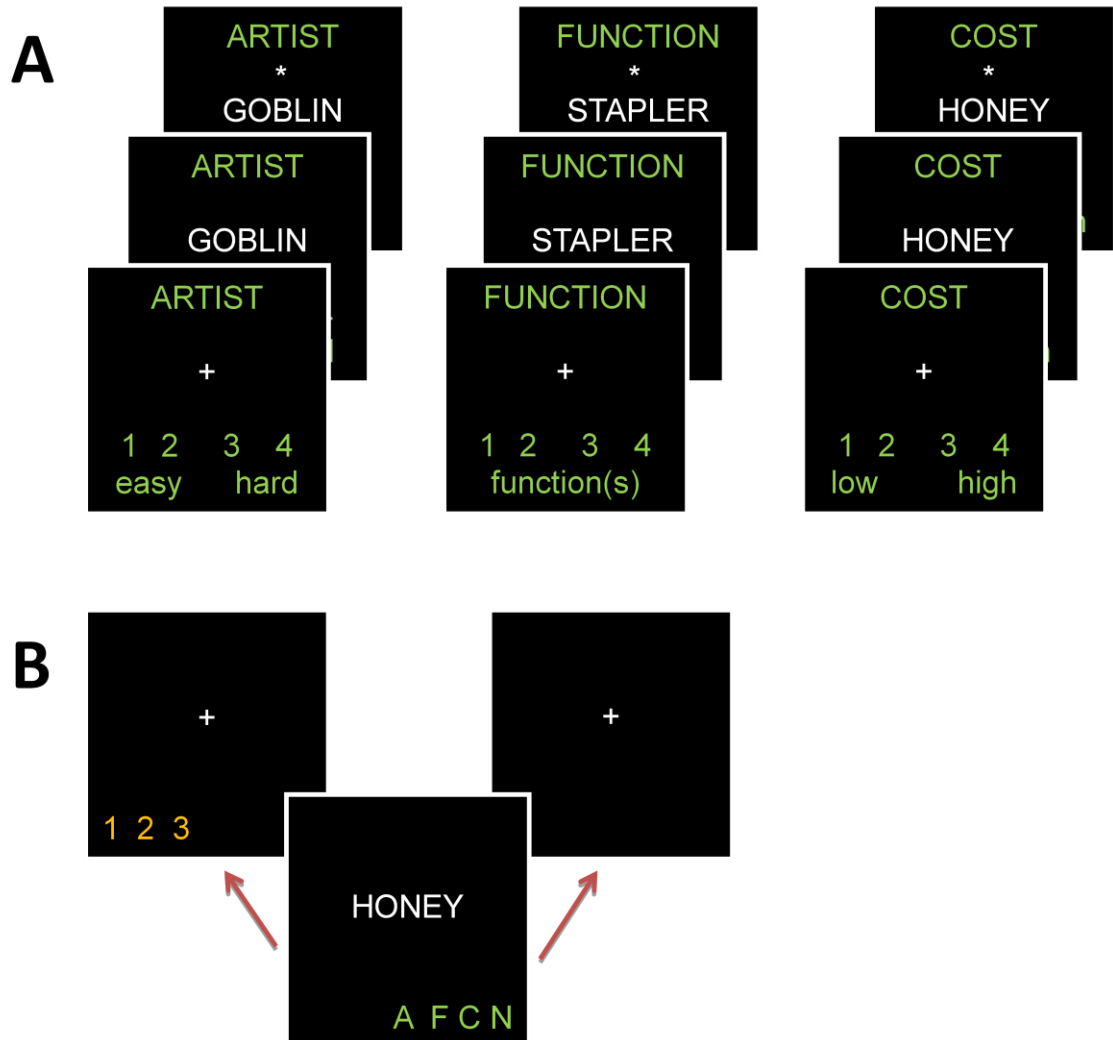 A
ARTIST
*
GOBLIN
ARTIST
GOBLIN
ARTIST
+
1 2 3 4
easy hard
FUNCTION
*
STAPLER
FUNCTION
STAPLER
FUNCTION
+
1 2 3 4
function(s)
COST
*
HONEY
COST
HONEY
COST
+
1 2 3 4
low high
B
+
1 2 3
+
HONEY
A F C N